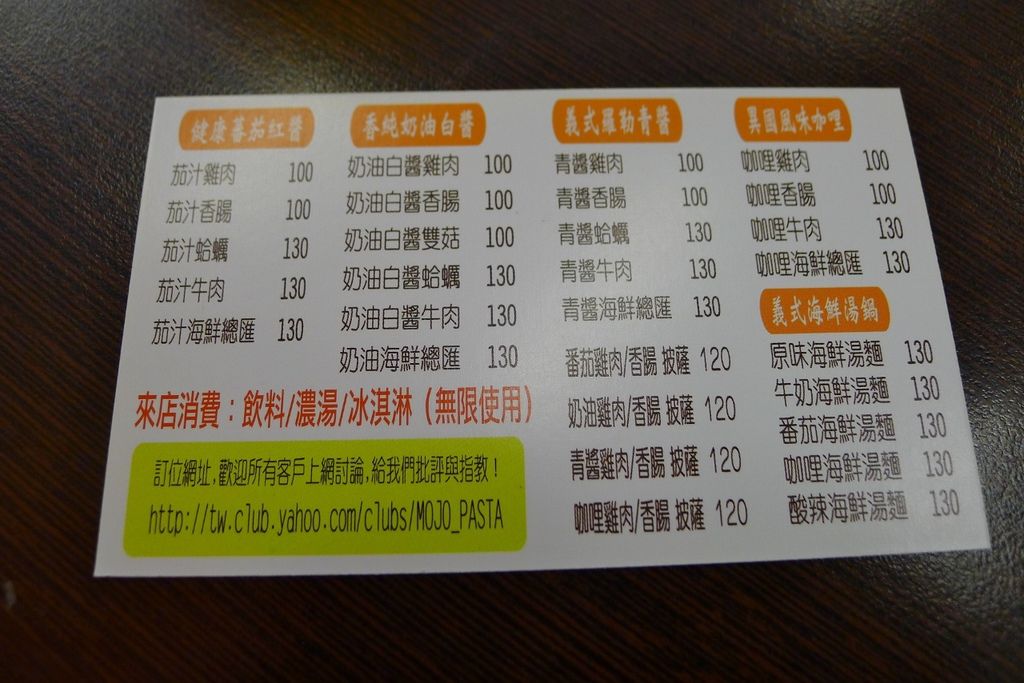 健康蕃茄紅醬
茄汁雞肉 100
茄汁香腸 100
茄汁蛤蠣 130
茄汁牛肉 130
茄汁海鮮總匯 130
香純奶油白醬
奶油白醬雞肉 100
奶油白醬香腸 100
奶油白醬雙菇 100
奶油白醬蛤蠣 130
奶油白醬牛肉 130
奶油海鮮總匯 130
來店消費：飲料/濃湯/冰淇淋（無限使用）
訂位網址,歡迎所有客戶上網討論,給我們批評與指教！
http://tw.club.yahoo.com/clubs/MOJO_PASTA
義式羅勒青醬
青醬雞肉 100
青醬香腸 100
青醬蛤蠣 130
青醬牛肉 130
青醬海鮮總匯 130
番茄雞肉/香腸 披薩 120
奶油雞肉/香腸 披薩 120
青醬雞肉/香腸 披薩 120
咖哩雞肉/香腸 披薩 120
異國風味咖哩
咖哩雞肉 100
咖哩香腸 100
咖哩牛肉 130
咖哩海鮮總匯 130
義式海鮮湯鍋
原味海鮮湯麵 130
牛奶海鮮湯麵 130
番茄海鮮湯麵 130
咖哩海鮮湯麵 130
酸辣海鮮湯麵 130